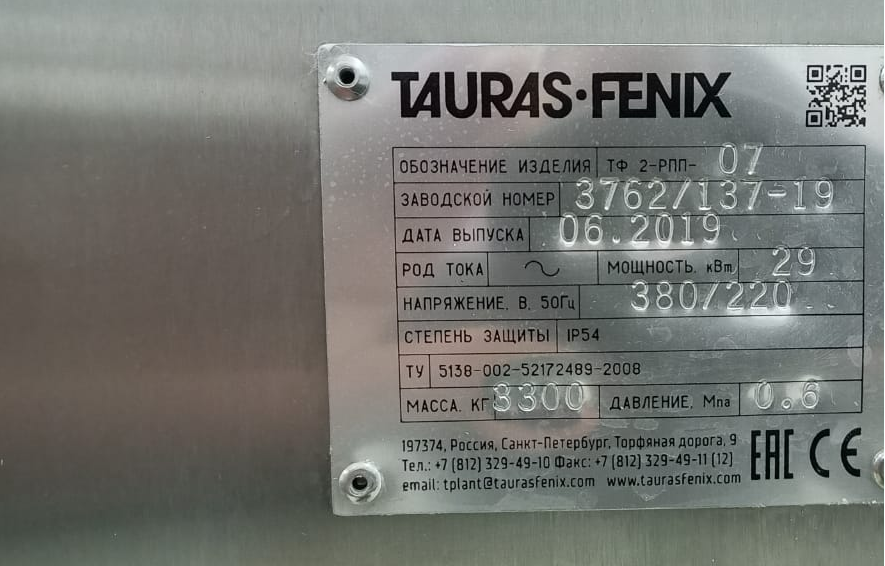 TAURAS·FENIX
ОБОЗНАЧЕНИЕ ИЗДЕЛИЯ ТФ 2-РПП- 07
ЗАВОДСКОЙ НОМЕР 3762/137-19
ДАТА ВЫПУСКА 06.2019
РОД ТОКА ~ МОЩНОСТЬ. кВт 29
НАПРЯЖЕНИЕ. В. 50Гц 380/220
СТЕПЕНЬ ЗАЩИТЫ IP54
ТУ 5138-002-52172489-2008
МАССА. КГ 3300 ДАВЛЕНИЕ. Мпа 0.6
197374, Россия, Санкт-Петербург, Торфяная дорога, 9
Тел.: +7 (812) 329-49-10 Факс: +7 (812) 329-49-11 (12)
email: tplant@taurasfenix.com www.taurasfenix.com
EAC CE